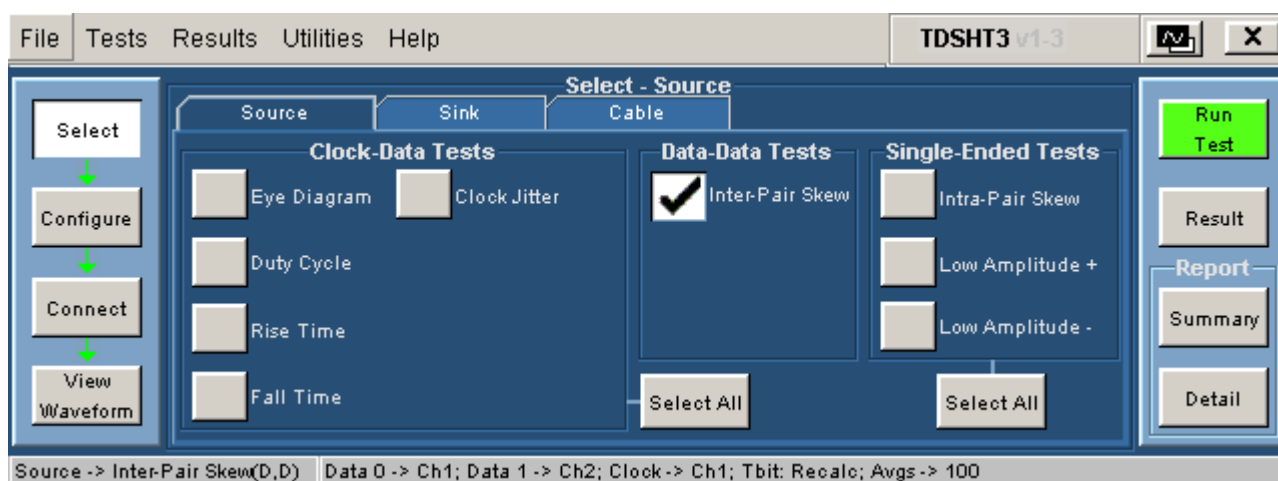 File Tests Results Utilities Help TDSHT3 v1-3
Select - Source
Source Sink Cable
Select
Configure
Connect
View
Waveform
Clock-Data Tests
Eye Diagram
Clock Jitter
Duty Cycle
Rise Time
Fall Time
Data-Data Tests
Inter-Pair Skew
Select All
Single-Ended Tests
Intra-Pair Skew
Low Amplitude +
Low Amplitude -
Select All
Run
Test
Result
Report
Summary
Detail
Source -> Inter-Pair Skew(D,D) Data 0 -> Ch1; Data 1 -> Ch2; Clock -> Ch1; Tbit: Recalc; Avgs -> 100